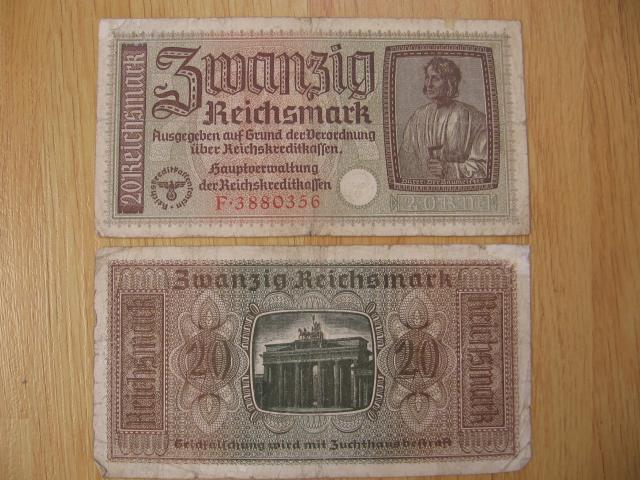 20 Reichsmark
Zwanzig
Reichsmark
Ausgegeben auf Grund der Verordnung
über Reichskreditkassen.
Hauptverwaltung
der Reichskreditkassen
F·3880356
20RM
Zwanzig Reichsmark
Reichsmark
20
20
Reichsmark
Geldfälschung wird mit Zuchthaus bestraft